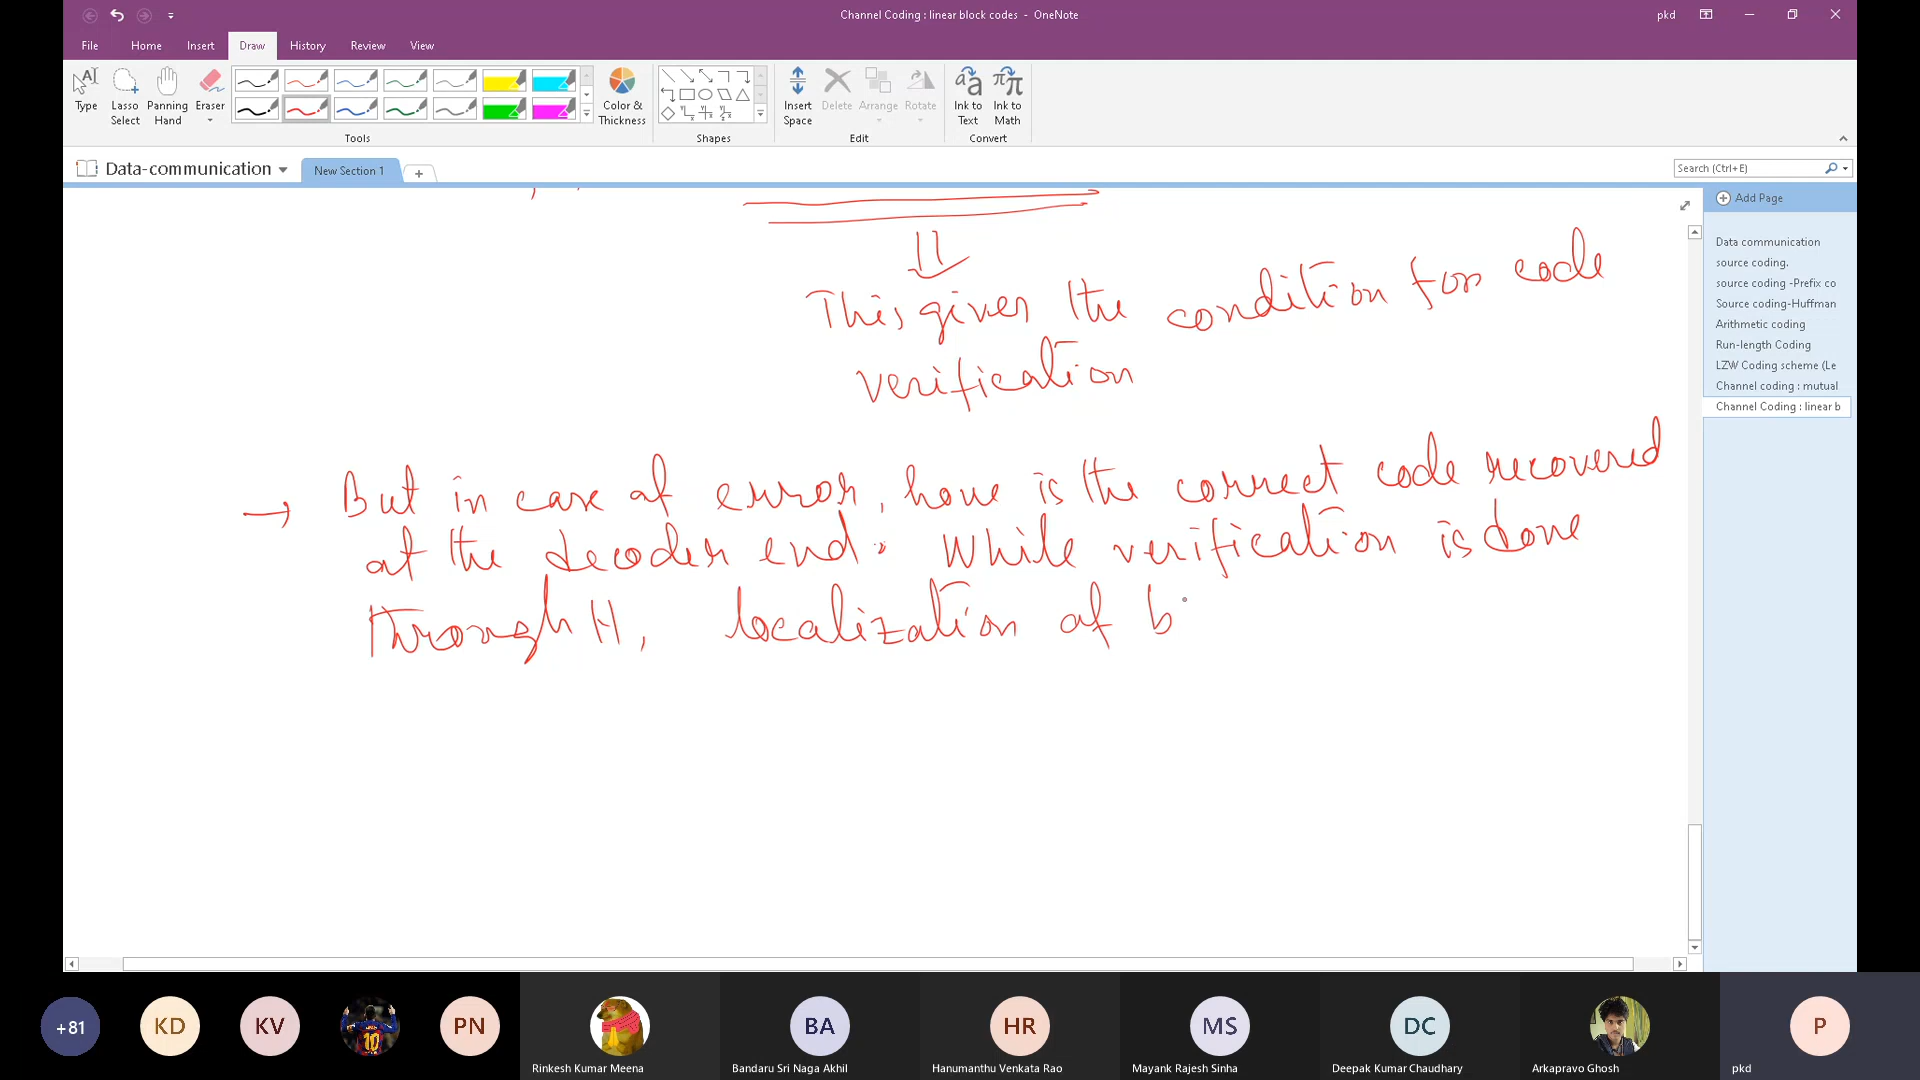 Channel Coding : linear block codes - OneNote
pkd
File Home Insert Draw History Review View
Type
Lasso Select
Panning Hand
Eraser
Color & Thickness
Insert Space
Delete
Arrange
Rotate
Ink to Text
Ink to Math
Tools
Shapes
Edit
Convert
Data-communication
New Section 1
Search (Ctrl+E)
Add Page
Data communication
source coding.
source coding -Prefix co
Source coding-Huffman
Arithmetic coding
Run-length Coding
LZW Coding scheme (Le
Channel coding : mutual
Channel Coding : linear b
This gives the condition for code
verification
→ But in case of error, how is the correct code recovered
at the decoder end. While verification is done
through H, localization of b
+81
KD
KV
10
PN
BA
HR
MS
DC
P
Rinkesh Kumar Meena
Bandaru Sri Naga Akhil
Hanumanthu Venkata Rao
Mayank Rajesh Sinha
Deepak Kumar Chaudhary
Arkapravo Ghosh
pkd